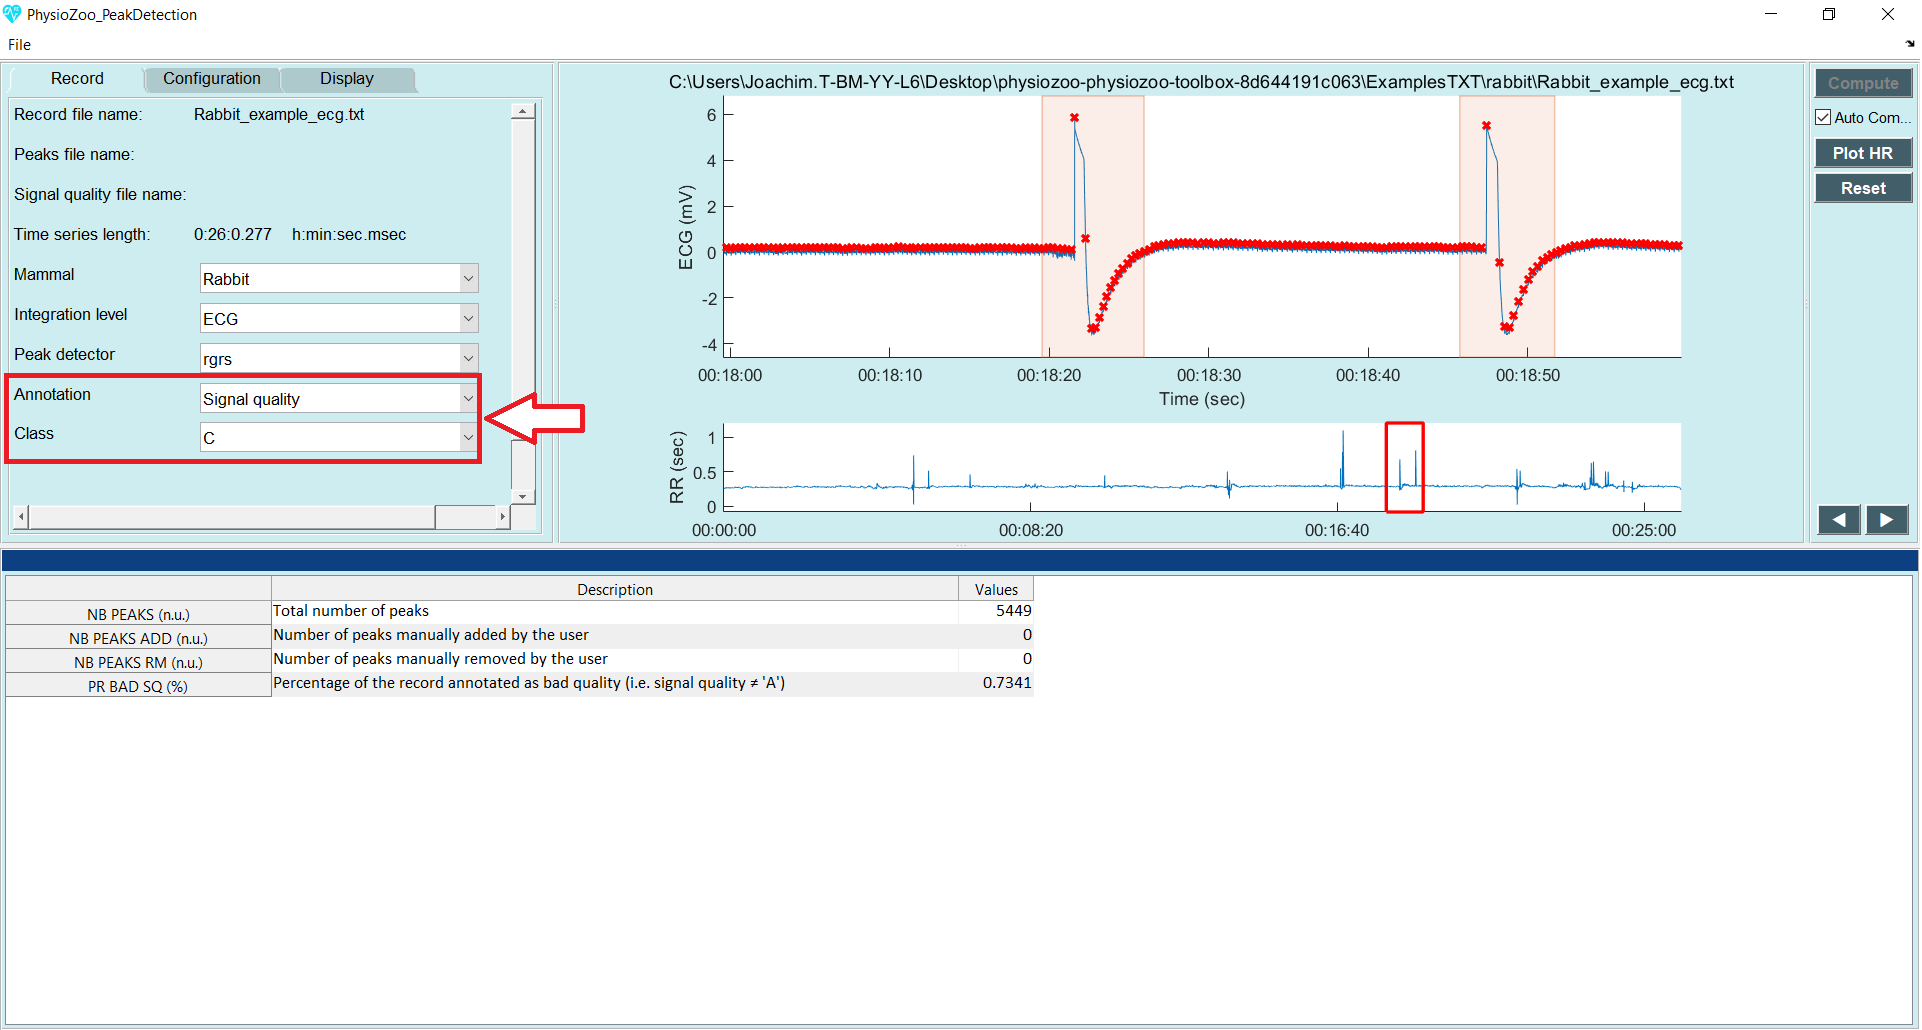 PhysioZoo_PeakDetection
File
Record Configuration Display
Record file name: Rabbit_example_ecg.txt
Peaks file name:
Signal quality file name:
Time series length: 0:26:0.277 h:min:sec.msec
Mammal Rabbit
Integration level ECG
Peak detector rgrs
Annotation Signal quality
Class C
C:\Users\Joachim.T-BM-YY-L6\Desktop\physiozoo-physiozoo-toolbox-8d644191c063\ExamplesTXT\rabbit\Rabbit_example_ecg.txt
ECG (mV)
6
4
2
0
-2
-4
00:18:00 00:18:10 00:18:20 00:18:30 00:18:40 00:18:50
Time (sec)
RR (sec)
1
0.5
0
00:00:00 00:08:20 00:16:40 00:25:00
Compute
Auto Com...
Plot HR
Reset
Description Values
NB PEAKS (n.u.) Total number of peaks 5449
NB PEAKS ADD (n.u.) Number of peaks manually added by the user 0
NB PEAKS RM (n.u.) Number of peaks manually removed by the user 0
PR BAD SQ (%) Percentage of the record annotated as bad quality (i.e. signal quality ≠ 'A') 0.7341